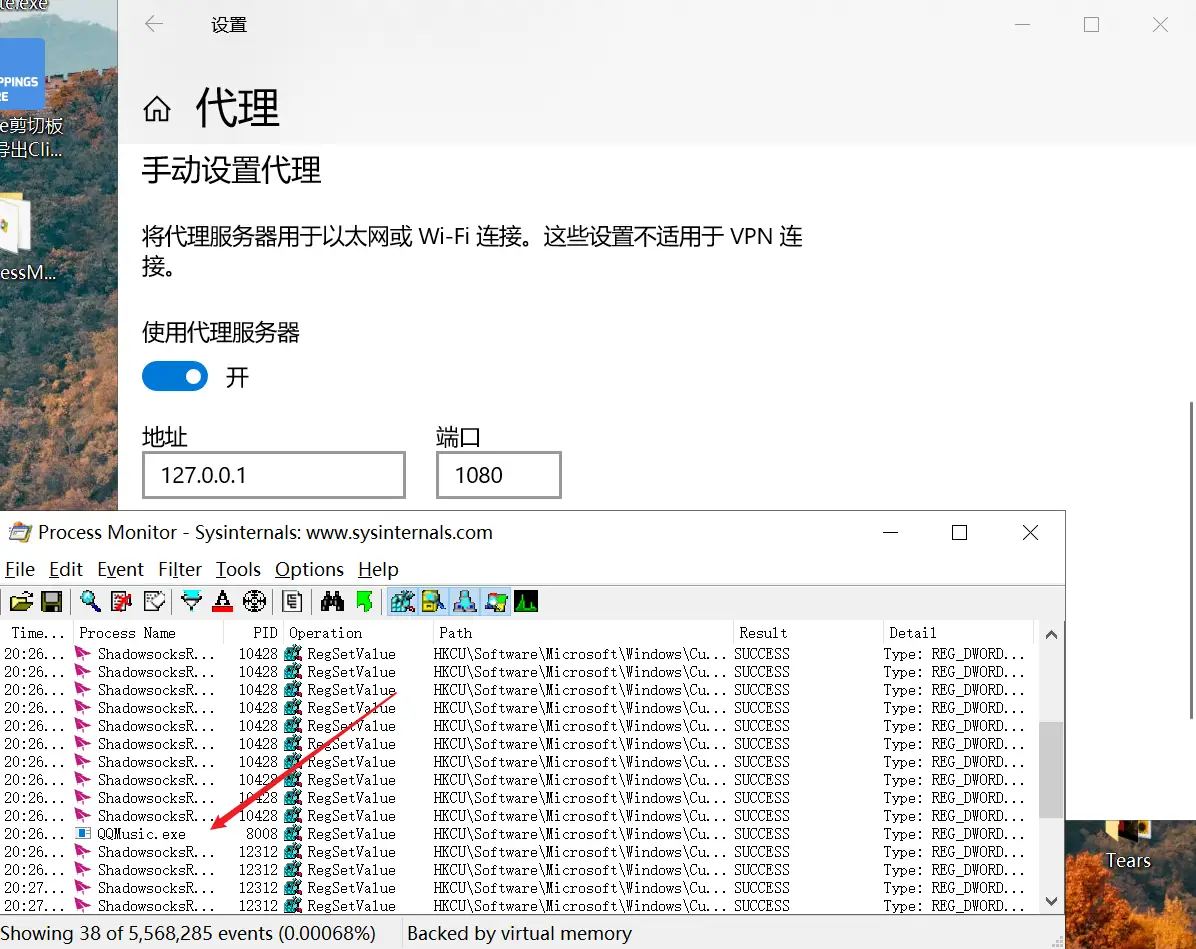 te.exe
PPINGS
RE
e剪切板
导出Cli...
essM...
设置
代理
手动设置代理
将代理服务器用于以太网或 Wi-Fi 连接。这些设置不适用于 VPN 连
接。
使用代理服务器
开
地址 端口
127.0.0.1 1080
Process Monitor - Sysinternals: www.sysinternals.com
File Edit Event Filter Tools Options Help
Time... Process Name PID Operation Path Result Detail
20:26... ShadowsocksR... 10428 RegSetValue HKCU\Software\Microsoft\Windows\Cu... SUCCESS Type: REG_DWORD...
20:26... ShadowsocksR... 10428 RegSetValue HKCU\Software\Microsoft\Windows\Cu... SUCCESS Type: REG_DWORD...
20:26... ShadowsocksR... 10428 RegSetValue HKCU\Software\Microsoft\Windows\Cu... SUCCESS Type: REG_DWORD...
20:26... ShadowsocksR... 10428 RegSetValue HKCU\Software\Microsoft\Windows\Cu... SUCCESS Type: REG_DWORD...
20:26... ShadowsocksR... 10428 RegSetValue HKCU\Software\Microsoft\Windows\Cu... SUCCESS Type: REG_DWORD...
20:26... ShadowsocksR... 10428 RegSetValue HKCU\Software\Microsoft\Windows\Cu... SUCCESS Type: REG_DWORD...
20:26... ShadowsocksR... 10428 RegSetValue HKCU\Software\Microsoft\Windows\Cu... SUCCESS Type: REG_DWORD...
20:26... ShadowsocksR... 10428 RegSetValue HKCU\Software\Microsoft\Windows\Cu... SUCCESS Type: REG_DWORD...
20:26... ShadowsocksR... 10428 RegSetValue HKCU\Software\Microsoft\Windows\Cu... SUCCESS Type: REG_DWORD...
20:26... ShadowsocksR... 10428 RegSetValue HKCU\Software\Microsoft\Windows\Cu... SUCCESS Type: REG_DWORD...
20:26... QQMusic.exe 8008 RegSetValue HKCU\Software\Microsoft\Windows\Cu... SUCCESS Type: REG_DWORD...
20:26... ShadowsocksR... 12312 RegSetValue HKCU\Software\Microsoft\Windows\Cu... SUCCESS Type: REG_DWORD...
20:26... ShadowsocksR... 12312 RegSetValue HKCU\Software\Microsoft\Windows\Cu... SUCCESS Type: REG_DWORD...
20:27... ShadowsocksR... 12312 RegSetValue HKCU\Software\Microsoft\Windows\Cu... SUCCESS Type: REG_DWORD...
20:27... ShadowsocksR... 12312 RegSetValue HKCU\Software\Microsoft\Windows\Cu... SUCCESS Type: REG_DWORD...
Showing 38 of 5,568,285 events (0.00068%) Backed by virtual memory
Tears